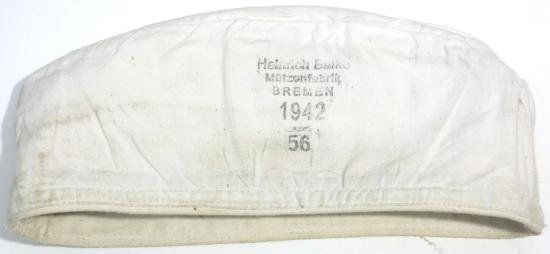 Heinrich Balke
Mützenfabrik
BREMEN
1942
56